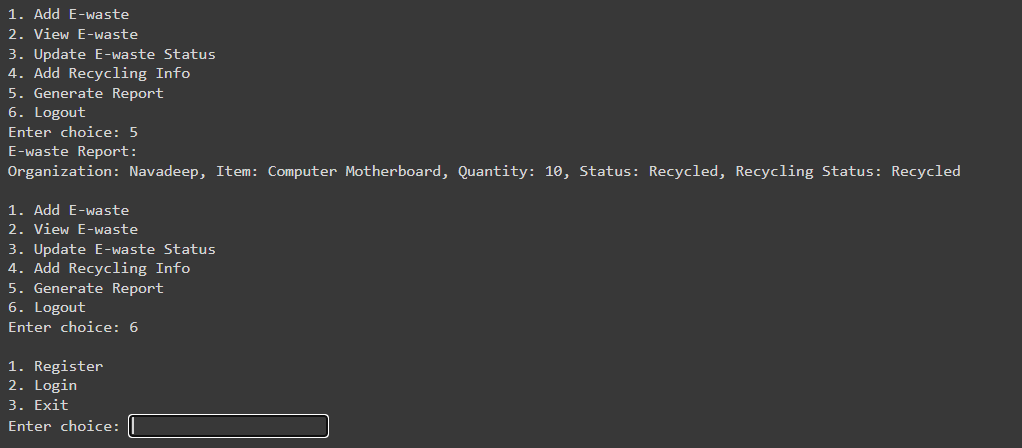 1. Add E-waste
2. View E-waste
3. Update E-waste Status
4. Add Recycling Info
5. Generate Report
6. Logout
Enter choice: 5
E-waste Report:
Organization: Navadeep, Item: Computer Motherboard, Quantity: 10, Status: Recycled, Recycling Status: Recycled
1. Add E-waste
2. View E-waste
3. Update E-waste Status
4. Add Recycling Info
5. Generate Report
6. Logout
Enter choice: 6
1. Register
2. Login
3. Exit
Enter choice: